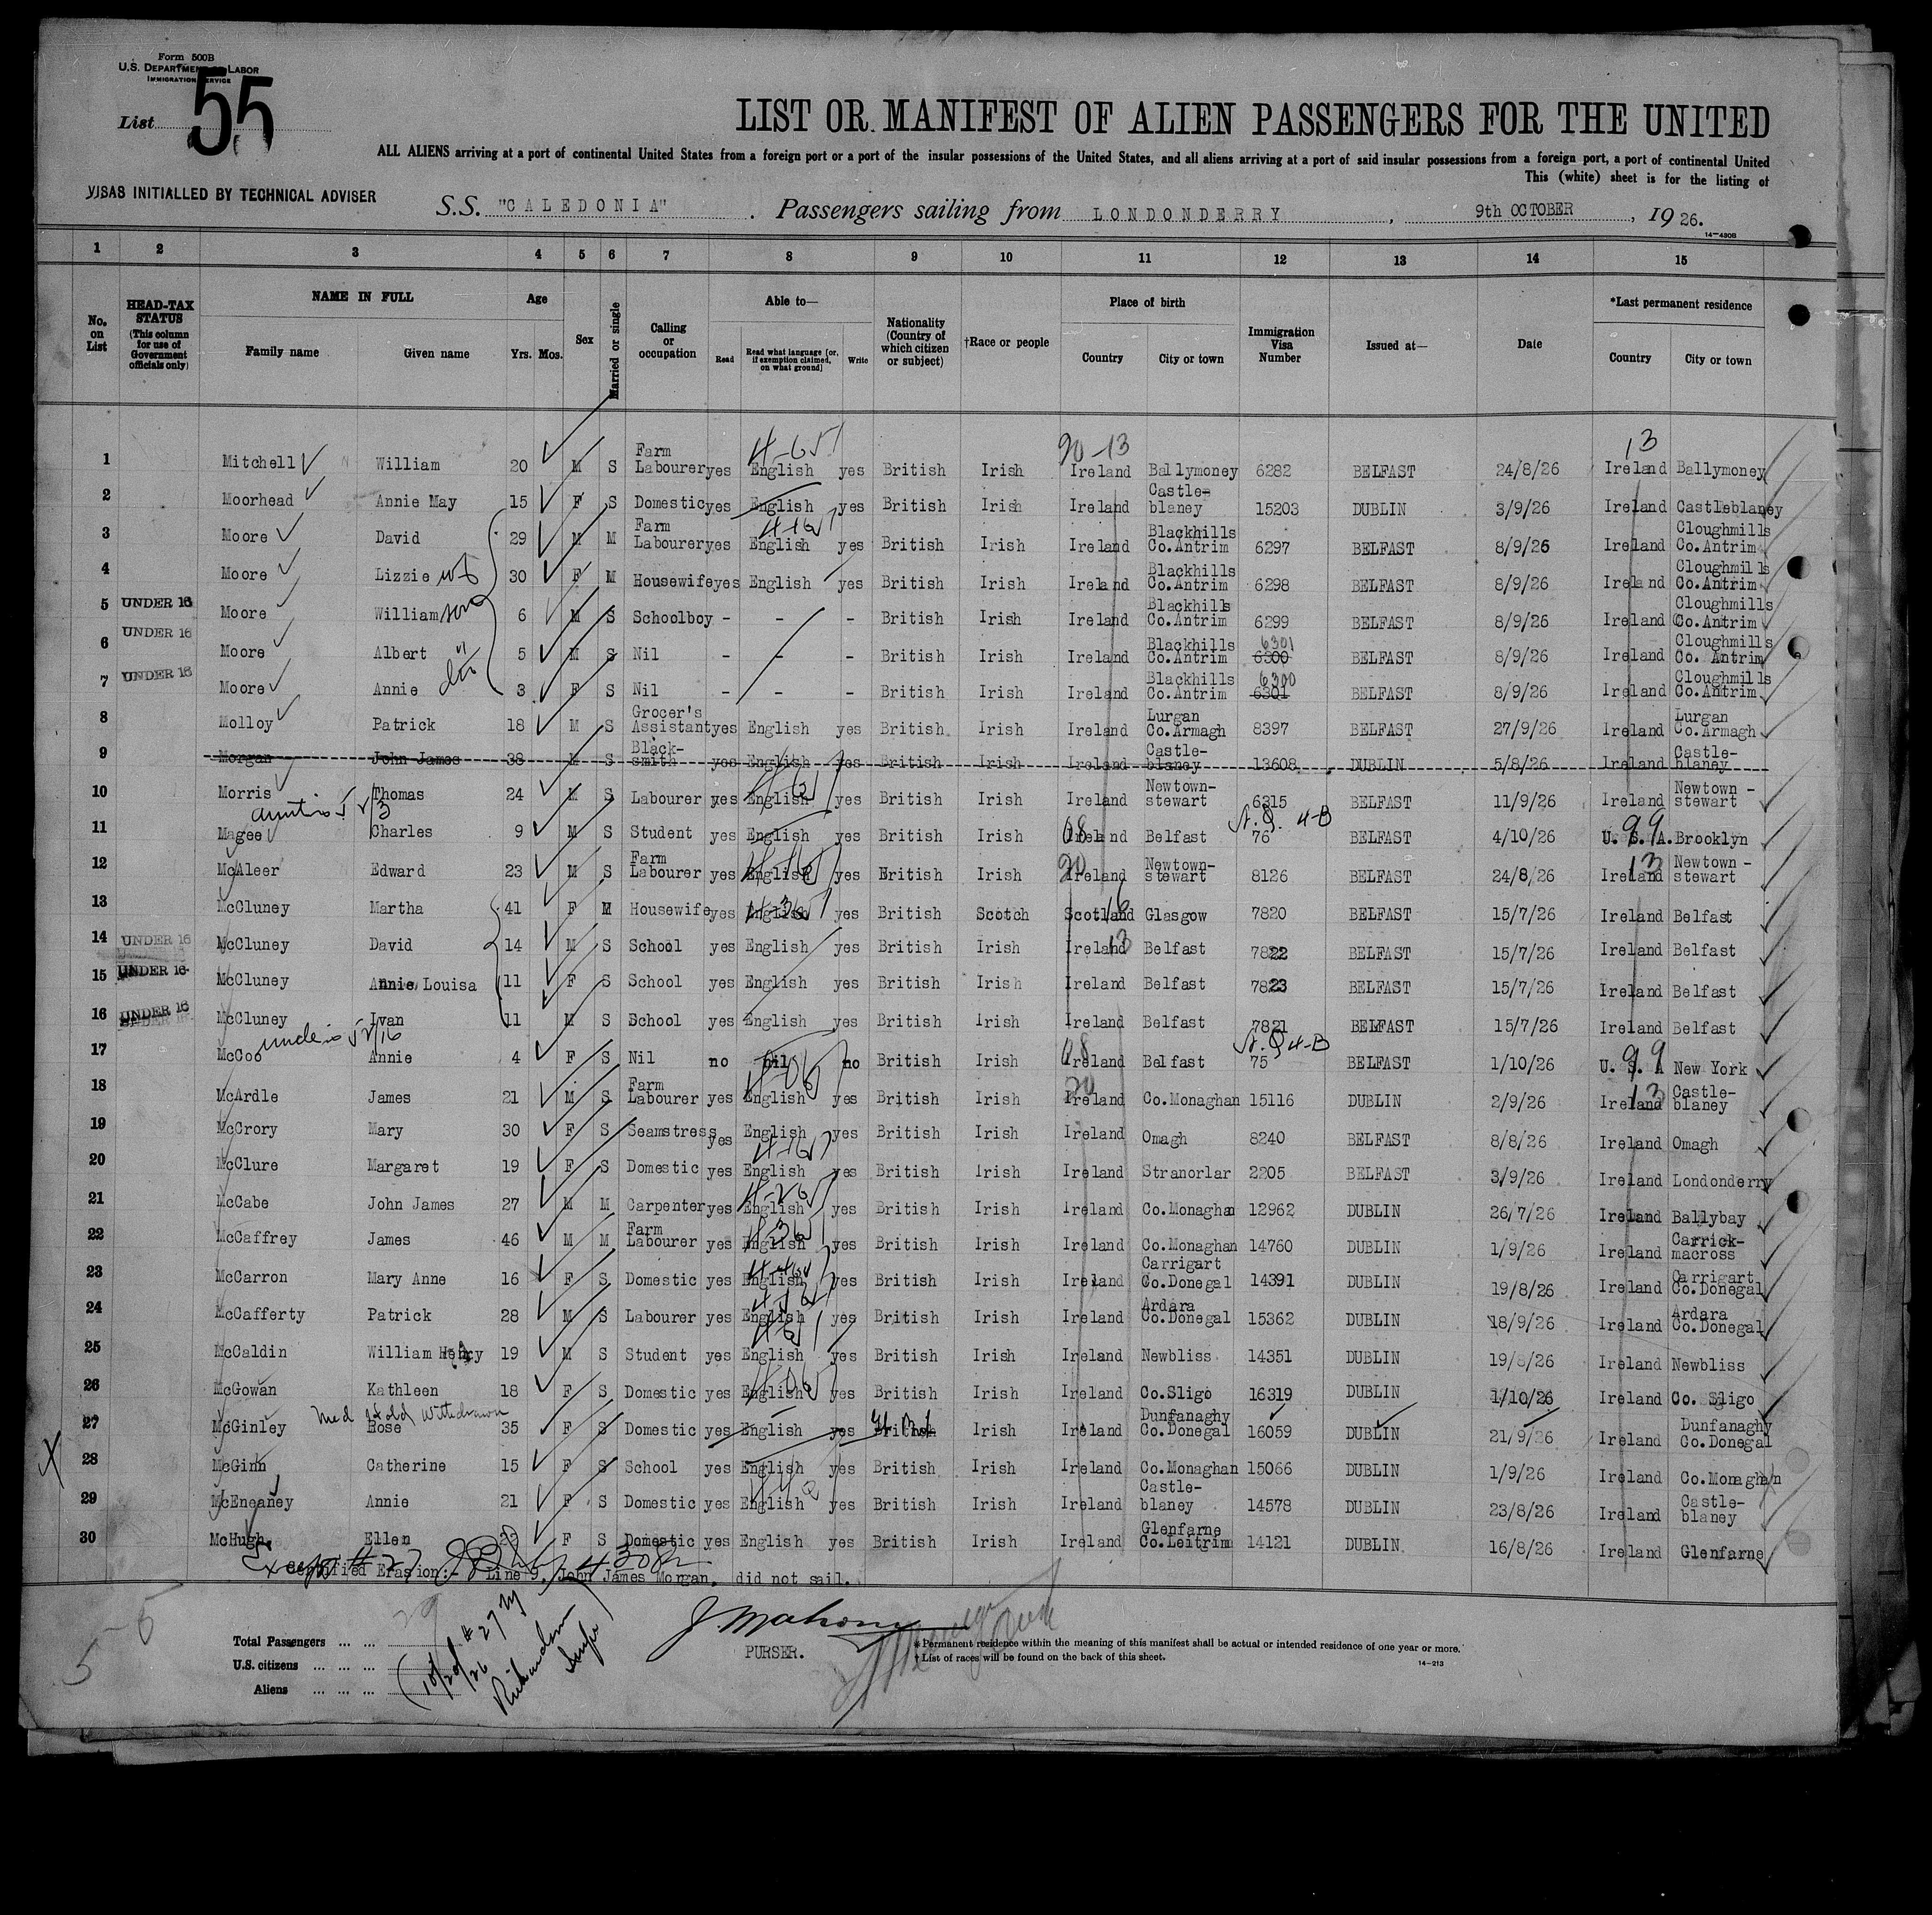 Form 500B
U.S. DEPARTMENT OF LABOR
IMMIGRATION SERVICE
List 55
LIST OR MANIFEST OF ALIEN PASSENGERS FOR THE UNITED
ALL ALIENS arriving at a port of continental United States from a foreign port or a port of the insular possessions of the United States, and all aliens arriving at a port of said insular possessions from a foreign port, a port of continental United
This (white) sheet is for the listing of
VISAS INITIALLED BY TECHNICAL ADVISER
S.S. "CALEDONIA" . Passengers sailing from LONDONDERRY , 9th OCTOBER , 19 26.
14—430B
1 2 3 4 5 6 7 8 9 10 11 12 13 14 15
No. on List
HEAD-TAX STATUS (This column for use of Government officials only)
NAME IN FULL Family name Given name
Age Yrs. Mos.
Sex
Married or single
Calling or occupation
Able to— Read Read what language [or, if exemption claimed, on what ground] Write
Nationality (Country of which citizen or subject)
†Race or people
Place of birth Country City or town
Immigration Visa Number
Issued at—
Date
*Last permanent residence Country City or town
20-13 13
1 Mitchell William 20 M S Farm Labourer yes English yes British Irish Ireland Ballymoney 6282 BELFAST 24/8/26 Ireland Ballymoney
2 Moorhead Annie May 15 F S Domestic yes English yes British Irish Ireland Castle-blaney 15203 DUBLIN 3/9/26 Ireland Castleblaney
3 Moore David 29 M M Farm Labourer yes English yes British Irish Ireland Blackhills Co.Antrim 6297 BELFAST 8/9/26 Ireland Cloughmills Co.Antrim
4 Moore Lizzie wf 30 F M Housewife yes English yes British Irish Ireland Blackhills Co.Antrim 6298 BELFAST 8/9/26 Ireland Cloughmills Co.Antrim
5 UNDER 16 Moore William son 6 M S Schoolboy - - - British Irish Ireland Blackhills Co.Antrim 6299 BELFAST 8/9/26 Ireland Cloughmills Co.Antrim
6 UNDER 16 Moore Albert " 5 M S Nil - - - British Irish Ireland Blackhills Co.Antrim 6300 6301 BELFAST 8/9/26 Ireland Cloughmills Co. Antrim
7 UNDER 16 Moore Annie 3 F S Nil - - - British Irish Ireland Blackhills Co.Antrim 6301 6300 BELFAST 8/9/26 Ireland Cloughmills Co.Antrim
8 Molloy Patrick 18 M S Grocer's Assistant yes English yes British Irish Ireland Lurgan Co.Armagh 8397 BELFAST 27/9/26 Ireland Lurgan Co.Armagh
9 Morgan John James 38 M S Black-smith yes English yes British Irish Ireland Castle-blaney 13608 DUBLIN 5/8/26 Ireland Castle-blaney
10 Morris Thomas 24 M S Labourer yes English yes British Irish Ireland Newtown-stewart 6315 BELFAST 11/9/26 Ireland Newtown-stewart
N.Q. 4-B
11 Magee Charles 9 M S Student yes English yes British Irish Ireland Belfast 76 BELFAST 4/10/26 U. S. A. Brooklyn 99
12 McAleer Edward 23 M S Farm Labourer yes English yes British Irish Ireland Newtown-stewart 8126 BELFAST 24/8/26 Ireland Newtown-stewart
13 McCluney Martha 41 F M Housewife yes English yes British Scotch Scotland Glasgow 7820 BELFAST 15/7/26 Ireland Belfast
14 UNDER 16 McCluney David 14 M S School yes English yes British Irish Ireland Belfast 7822 BELFAST 15/7/26 Ireland Belfast
15 UNDER 16 McCluney Annie Louisa 11 F S School yes English yes British Irish Ireland Belfast 7823 BELFAST 15/7/26 Ireland Belfast
16 UNDER 16 McCluney Ivan 11 M S School yes English yes British Irish Ireland Belfast 7821 BELFAST 15/7/26 Ireland Belfast
N.Q 4-B
17 McCoo Annie 4 F S Nil no nil no British Irish Ireland Belfast 75 BELFAST 1/10/26 U. S. A New York 99
18 McArdle James 21 M S Farm Labourer yes English yes British Irish Ireland Co.Monaghan 15116 DUBLIN 2/9/26 Ireland Castle-blaney
19 McCrory Mary 30 F S Seamstress yes English yes British Irish Ireland Omagh 8240 BELFAST 8/8/26 Ireland Omagh
20 McClure Margaret 19 F S Domestic yes English yes British Irish Ireland Stranorlar 2205 BELFAST 3/9/26 Ireland Londonderry
21 McCabe John James 27 M M Carpenter yes English yes British Irish Ireland Co.Monaghan 12962 DUBLIN 26/7/26 Ireland Ballybay
22 McCaffrey James 46 M M Farm Labourer yes English yes British Irish Ireland Co.Monaghan 14760 DUBLIN 1/9/26 Ireland Carrick-macross
23 McCarron Mary Anne 16 F S Domestic yes English yes British Irish Ireland Carrigart Co.Donegal 14391 DUBLIN 19/8/26 Ireland Carrigart Co.Donegal
24 McCafferty Patrick 28 M S Labourer yes English yes British Irish Ireland Ardara Co.Donegal 15362 DUBLIN 18/9/26 Ireland Ardara Co.Donegal
25 McCaldin William Henry 19 M S Student yes English yes British Irish Ireland Newbliss 14351 DUBLIN 19/8/26 Ireland Newbliss
26 McGowan Kathleen 18 F S Domestic yes English yes British Irish Ireland Co.Sligo 16319 DUBLIN 1/10/26 Ireland Co. Sligo
Med Hold Withdrawn
27 McGinley Rose 35 F S Domestic yes English yes British Irish Ireland Dunfanaghy Co.Donegal 16059 DUBLIN 21/9/26 Ireland Dunfanaghy Co.Donegal
X 28 McGinn Catherine 15 F S School yes English yes British Irish Ireland Co.Monaghan 15066 DUBLIN 1/9/26 Ireland Co.Monaghan
29 McEneaney Annie 21 F S Domestic yes English yes British Irish Ireland Castle-blaney 14578 DUBLIN 23/8/26 Ireland Castle-blaney
30 McHugh Ellen F S Domestic yes English yes British Irish Ireland Glenfarne Co.Leitrim 14121 DUBLIN 16/8/26 Ireland Glenfarne
Certified Erasion:- Line 9. John James Morgan. did not sail.
except #27
Total Passengers ... ... 29
U.S. citizens ... ... ...
Aliens ... ... ...
(10/20/26 #27
Richardson
J Mahony
PURSER.
* Permanent residence within the meaning of this manifest shall be actual or intended residence of one year or more.
† List of races will be found on the back of this sheet.
14—213